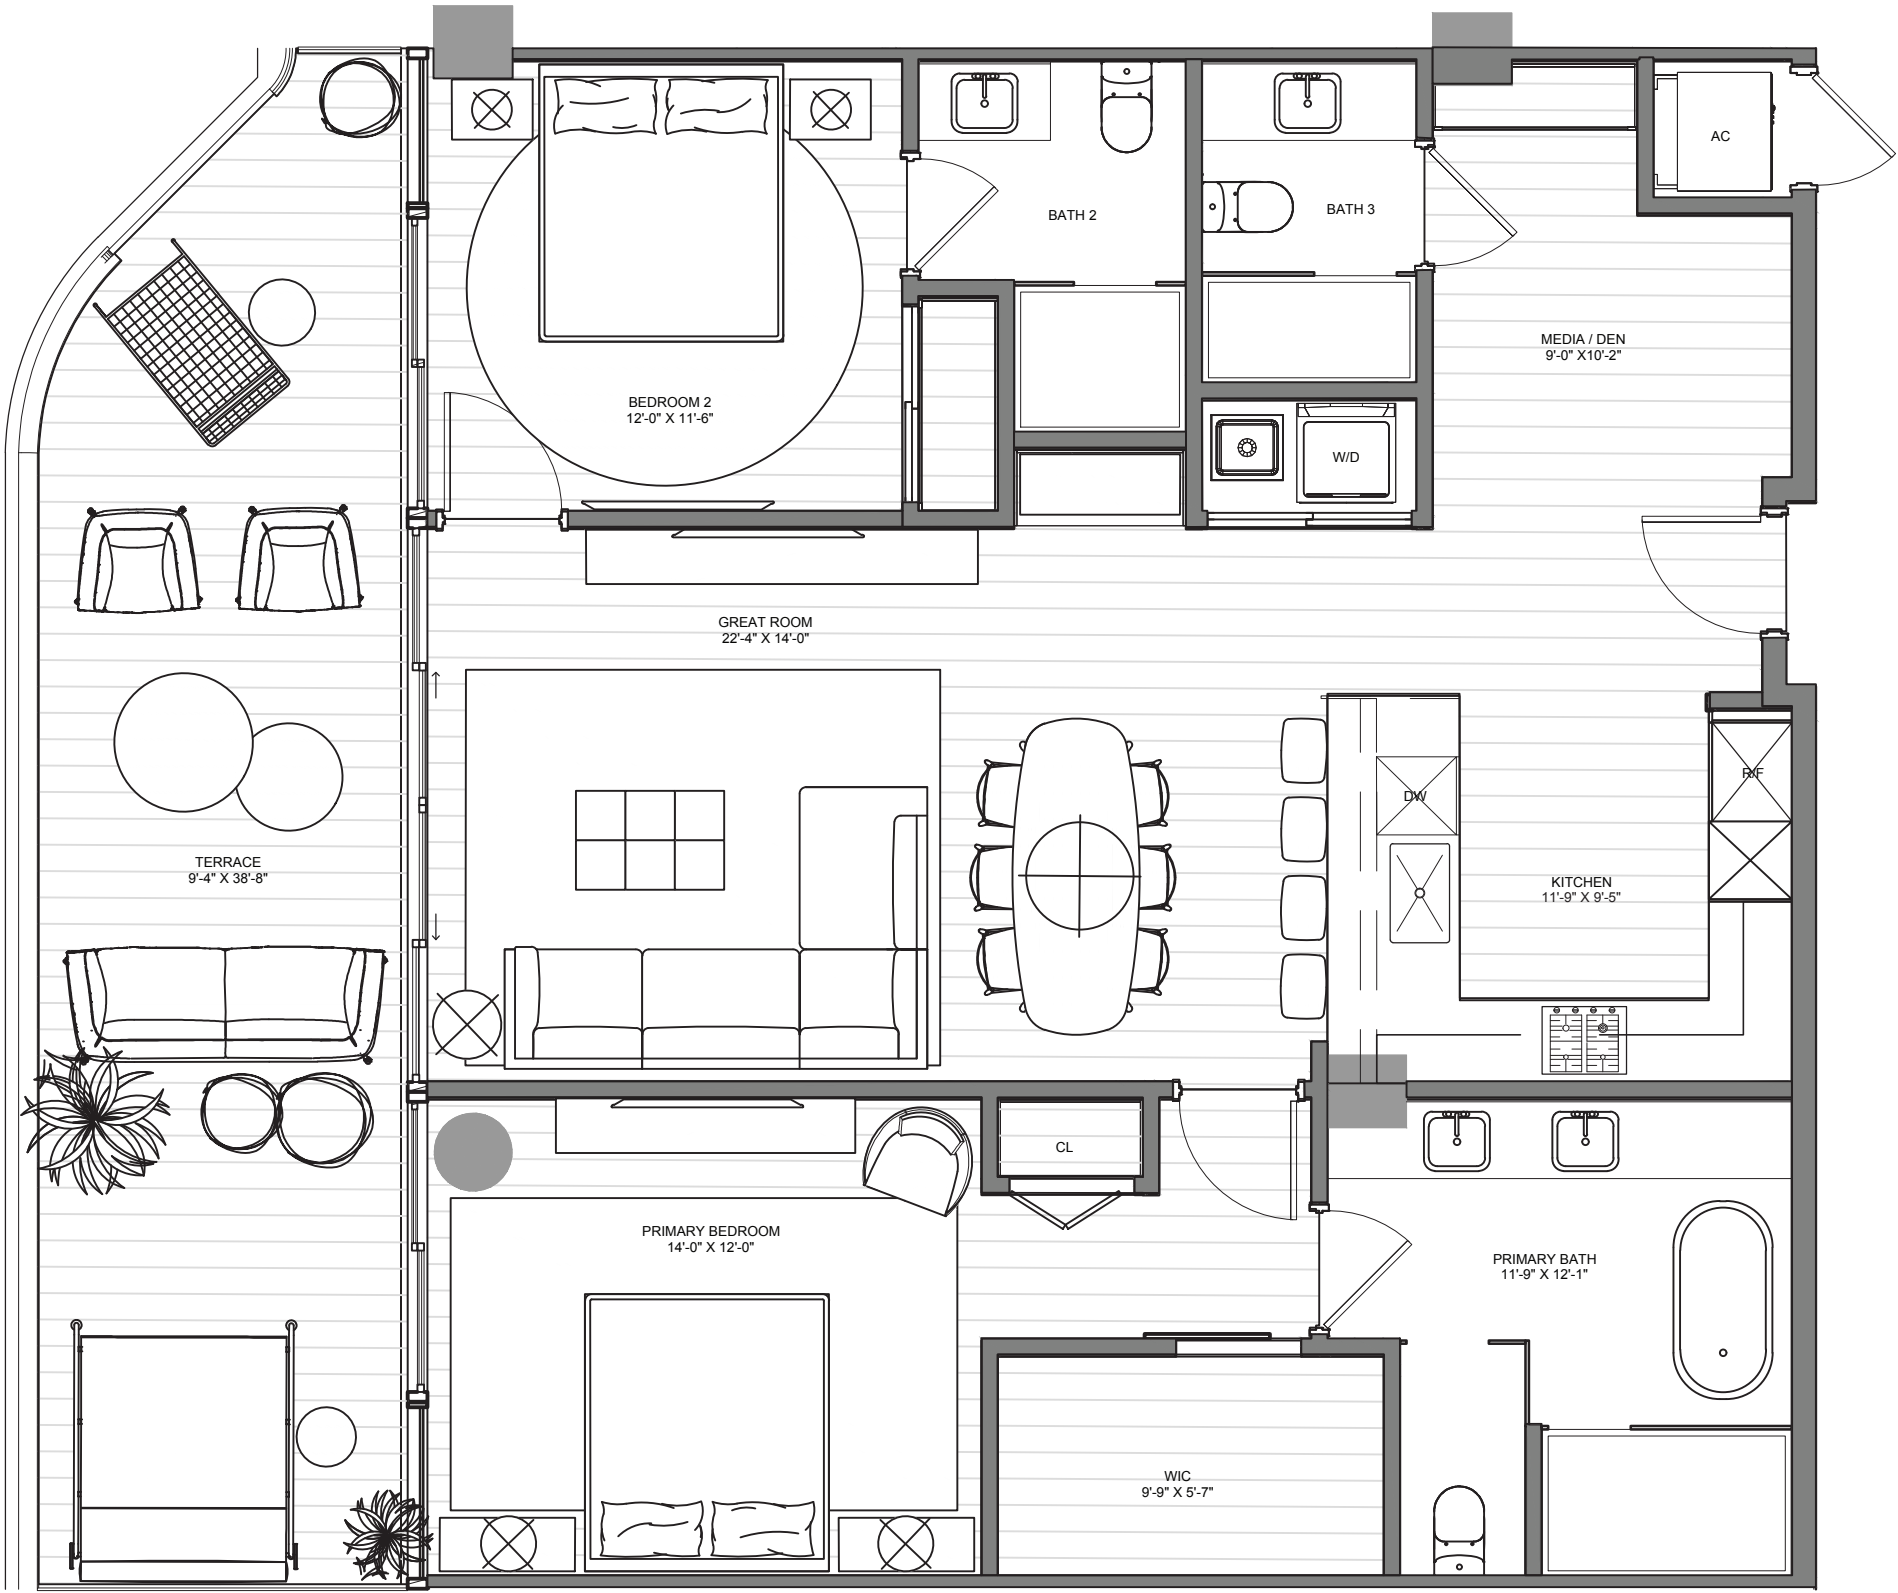 AC
BATH 2
BATH 3
MEDIA / DEN
9'-0" X10'-2"
BEDROOM 2
12'-0" X 11'-6"
W/D
GREAT ROOM
22'-4" X 14'-0"
R/F
DW
TERRACE
9'-4" X 38'-8"
KITCHEN
11'-9" X 9'-5"
CL
PRIMARY BEDROOM
14'-0" X 12'-0"
PRIMARY BATH
11'-9" X 12'-1"
WIC
9'-9" X 5'-7"